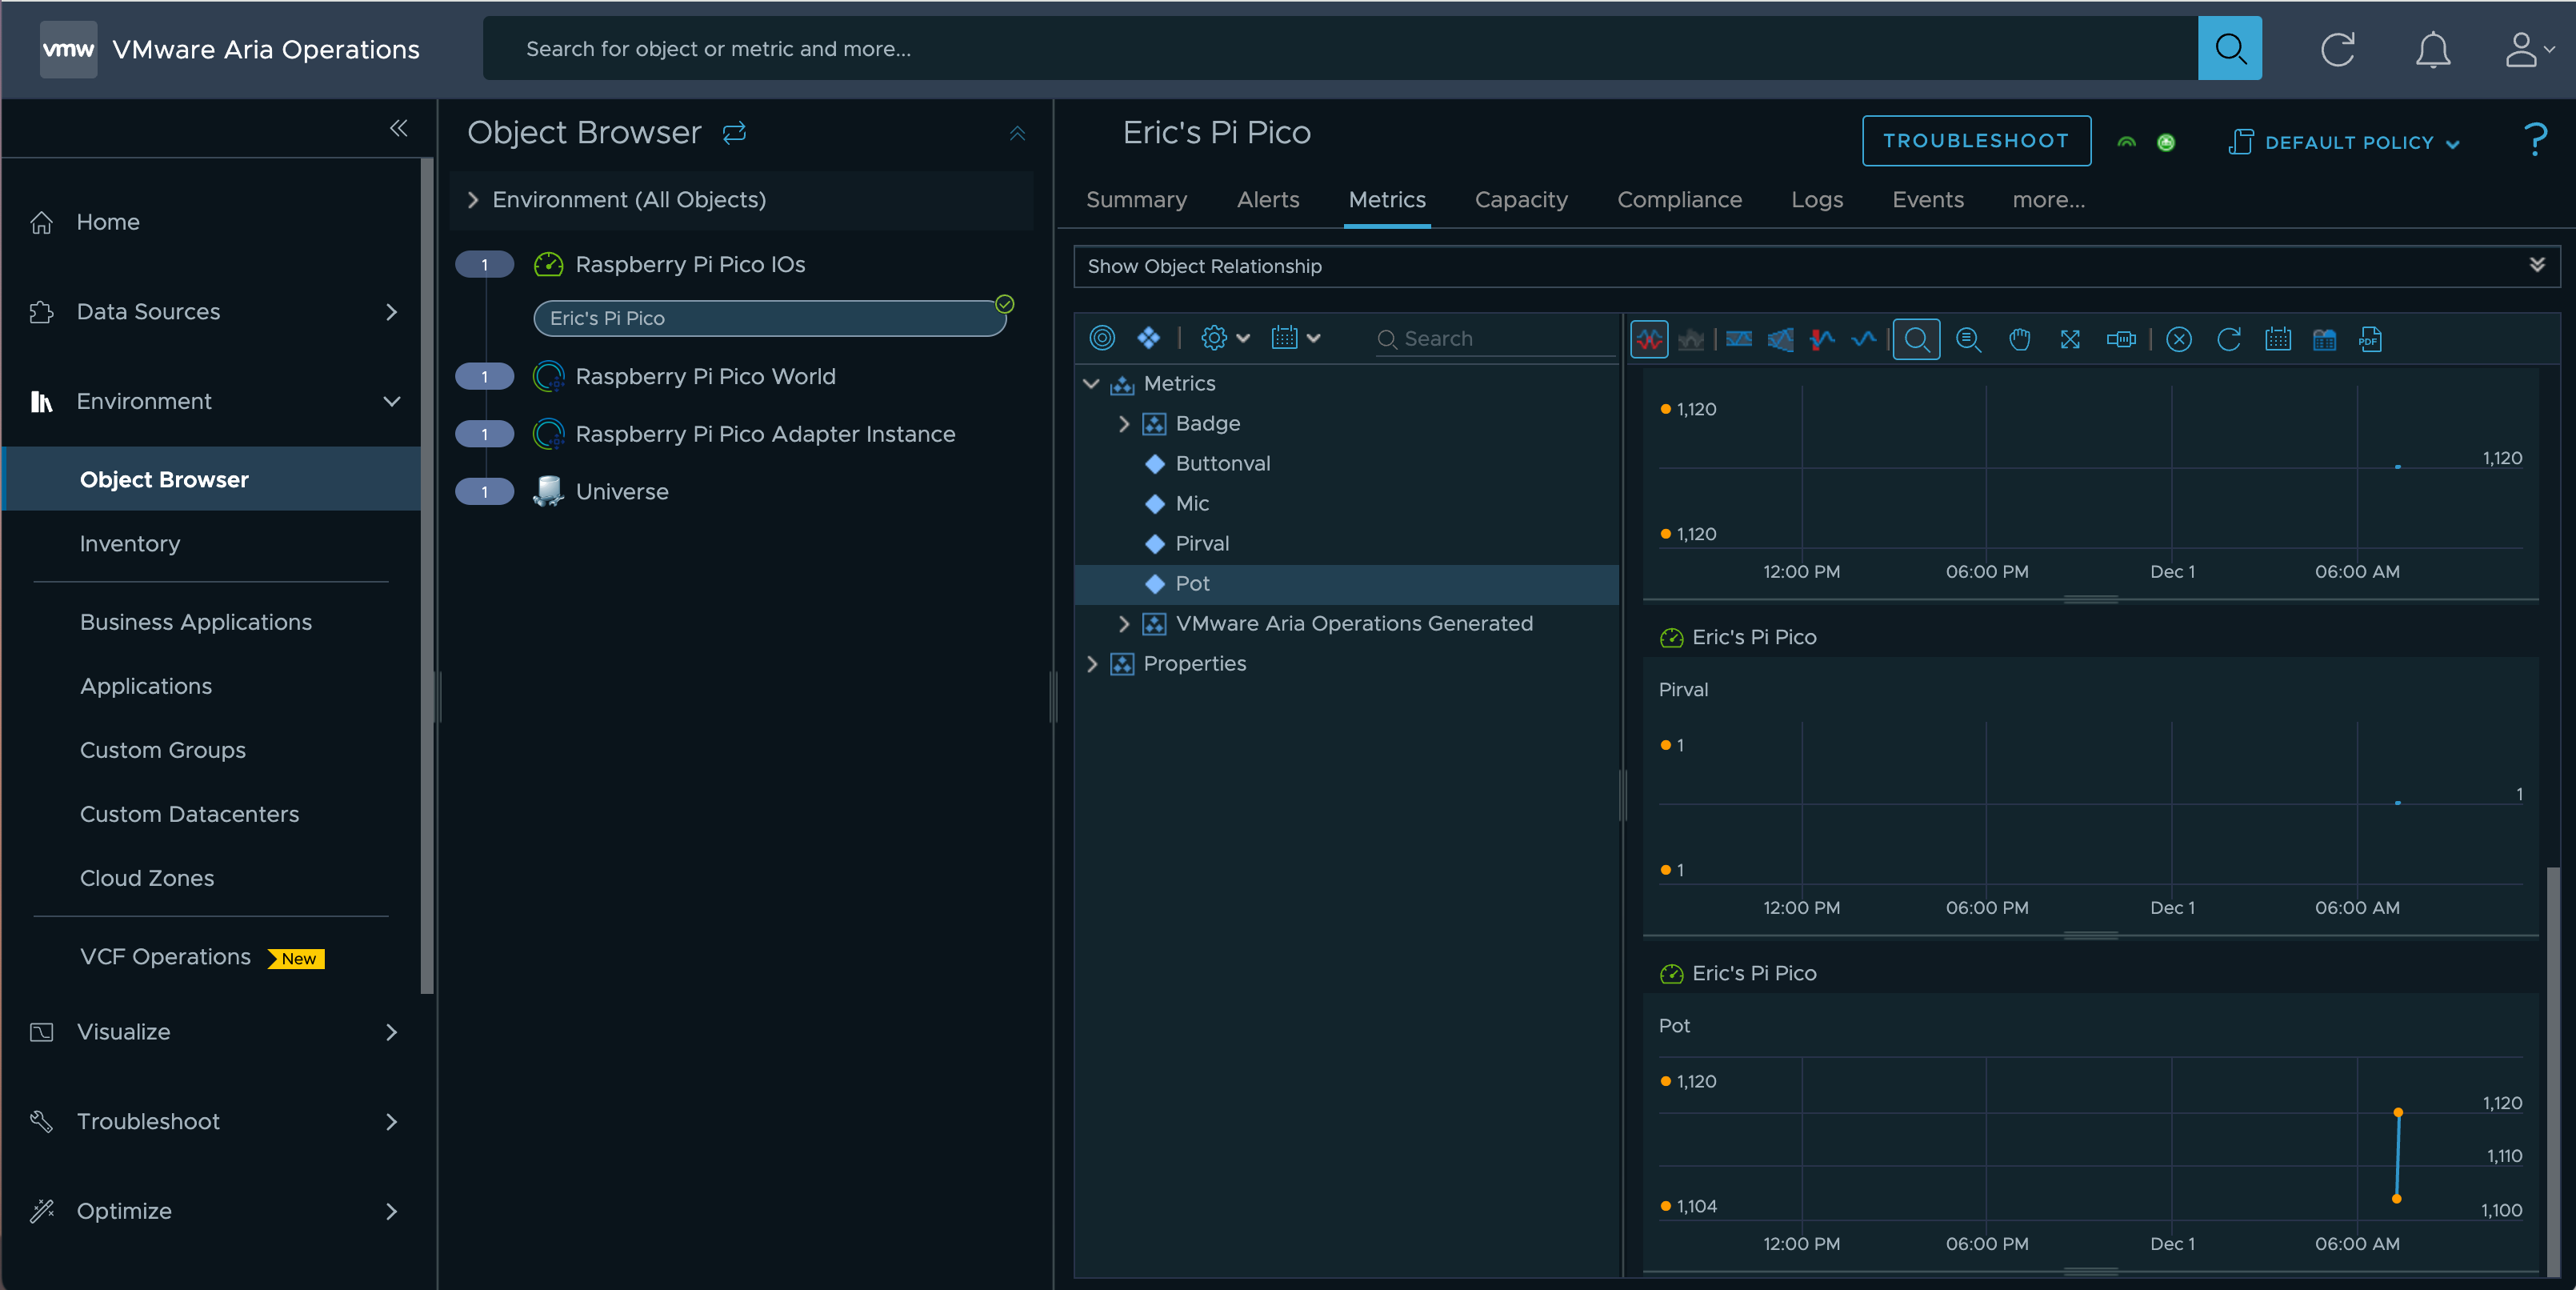 vmw VMware Aria Operations
Search for object or metric and more...
Home
Data Sources
Environment
Object Browser
Inventory
Business Applications
Applications
Custom Groups
Custom Datacenters
Cloud Zones
VCF Operations New
Visualize
Troubleshoot
Optimize
Object Browser
Environment (All Objects)
1 Raspberry Pi Pico IOs
Eric's Pi Pico
1 Raspberry Pi Pico World
1 Raspberry Pi Pico Adapter Instance
1 Universe
Eric's Pi Pico
TROUBLESHOOT
DEFAULT POLICY
?
Summary Alerts Metrics Capacity Compliance Logs Events more...
Show Object Relationship
Search
PDF
Metrics
Badge
Buttonval
Mic
Pirval
Pot
VMware Aria Operations Generated
Properties
1,120
1,120
1,120
12:00 PM 06:00 PM Dec 1 06:00 AM
Eric's Pi Pico
Pirval
1
1
1
12:00 PM 06:00 PM Dec 1 06:00 AM
Eric's Pi Pico
Pot
1,120
1,120
1,110
1,104
1,100
12:00 PM 06:00 PM Dec 1 06:00 AM